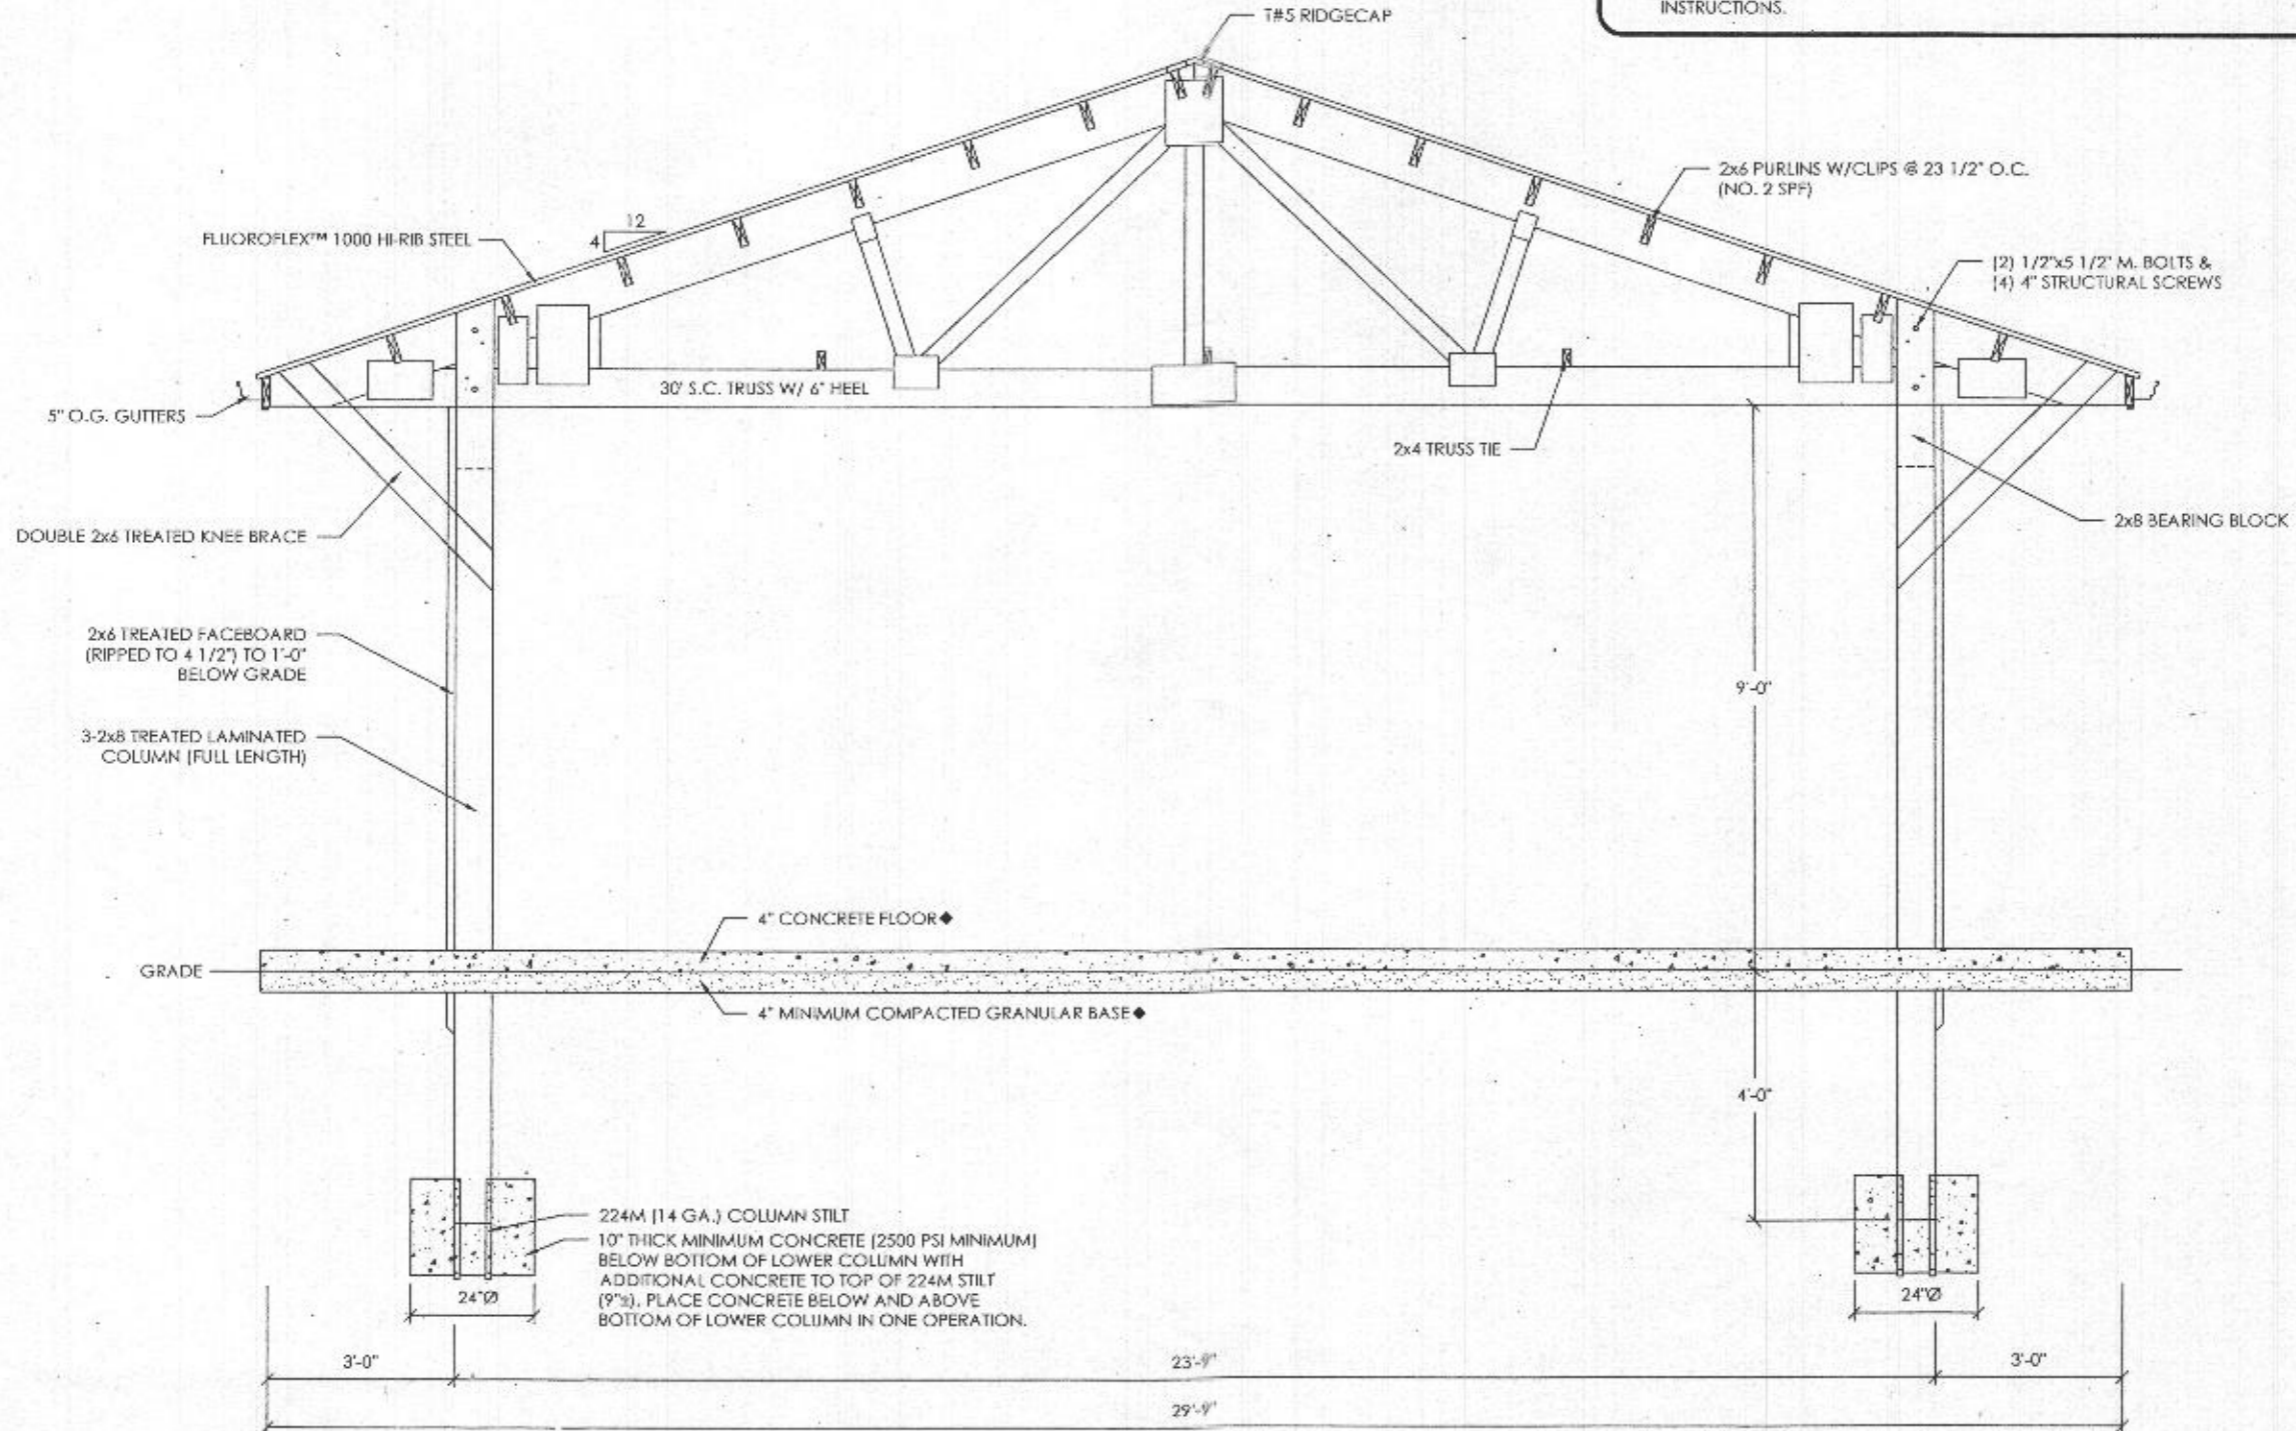 INSTRUCTIONS.
T#5 RIDGECAP
2x6 PURLINS W/CLIPS @ 23 1/2" O.C.
(NO. 2 SPF)
12
4
FLUOROFLEX™ 1000 HI-RIB STEEL
(2) 1/2"x5 1/2" M. BOLTS &
(4) 4" STRUCTURAL SCREWS
30' S.C. TRUSS W/ 6" HEEL
5" O.G. GUTTERS
2x4 TRUSS TIE
DOUBLE 2x6 TREATED KNEE BRACE
2x8 BEARING BLOCK
2x6 TREATED FACEBOARD
(RIPPED TO 4 1/2") TO 1'-0"
BELOW GRADE
9'-0"
3-2x8 TREATED LAMINATED
COLUMN (FULL LENGTH)
4" CONCRETE FLOOR◆
GRADE
4" MINIMUM COMPACTED GRANULAR BASE◆
4'-0"
224M (14 GA.) COLUMN STILT
10" THICK MINIMUM CONCRETE (2500 PSI MINIMUM)
BELOW BOTTOM OF LOWER COLUMN WITH
ADDITIONAL CONCRETE TO TOP OF 224M STILT
(9"±). PLACE CONCRETE BELOW AND ABOVE
BOTTOM OF LOWER COLUMN IN ONE OPERATION.
24"Ø
24"Ø
3'-0"
23'-9"
3'-0"
29'-9"